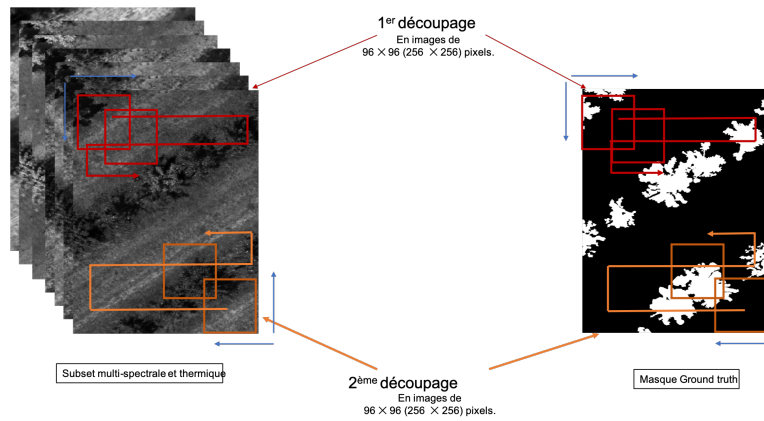 1er découpage
En images de
96 × 96 (256 × 256) pixels.
Subset multi-spectrale et thermique
Masque Ground truth
2ème découpage
En images de
96 × 96 (256 × 256) pixels.